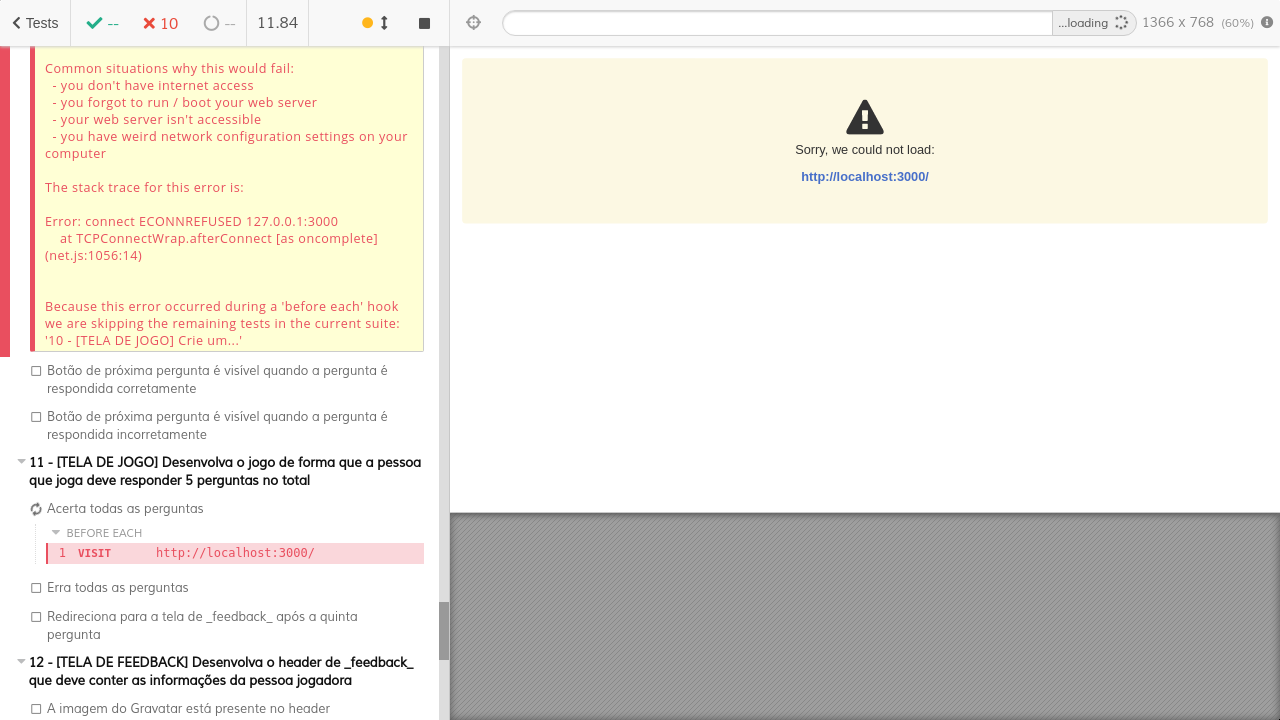 Tests
--
10
--
11.84
...loading
1366 x 768 (60%)
Common situations why this would fail:
- you don't have internet access
- you forgot to run / boot your web server
- your web server isn't accessible
- you have weird network configuration settings on your
computer
The stack trace for this error is:
Error: connect ECONNREFUSED 127.0.0.1:3000
at TCPConnectWrap.afterConnect [as oncomplete]
(net.js:1056:14)
Because this error occurred during a 'before each' hook
we are skipping the remaining tests in the current suite:
'10 - [TELA DE JOGO] Crie um...'
Botão de próxima pergunta é visível quando a pergunta é
respondida corretamente
Botão de próxima pergunta é visível quando a pergunta é
respondida incorretamente
11 - [TELA DE JOGO] Desenvolva o jogo de forma que a pessoa
que joga deve responder 5 perguntas no total
Acerta todas as perguntas
BEFORE EACH
1 VISIT http://localhost:3000/
Erra todas as perguntas
Redireciona para a tela de _feedback_ após a quinta
pergunta
12 - [TELA DE FEEDBACK] Desenvolva o header de _feedback_
que deve conter as informações da pessoa jogadora
A imagem do Gravatar está presente no header
Sorry, we could not load:
http://localhost:3000/